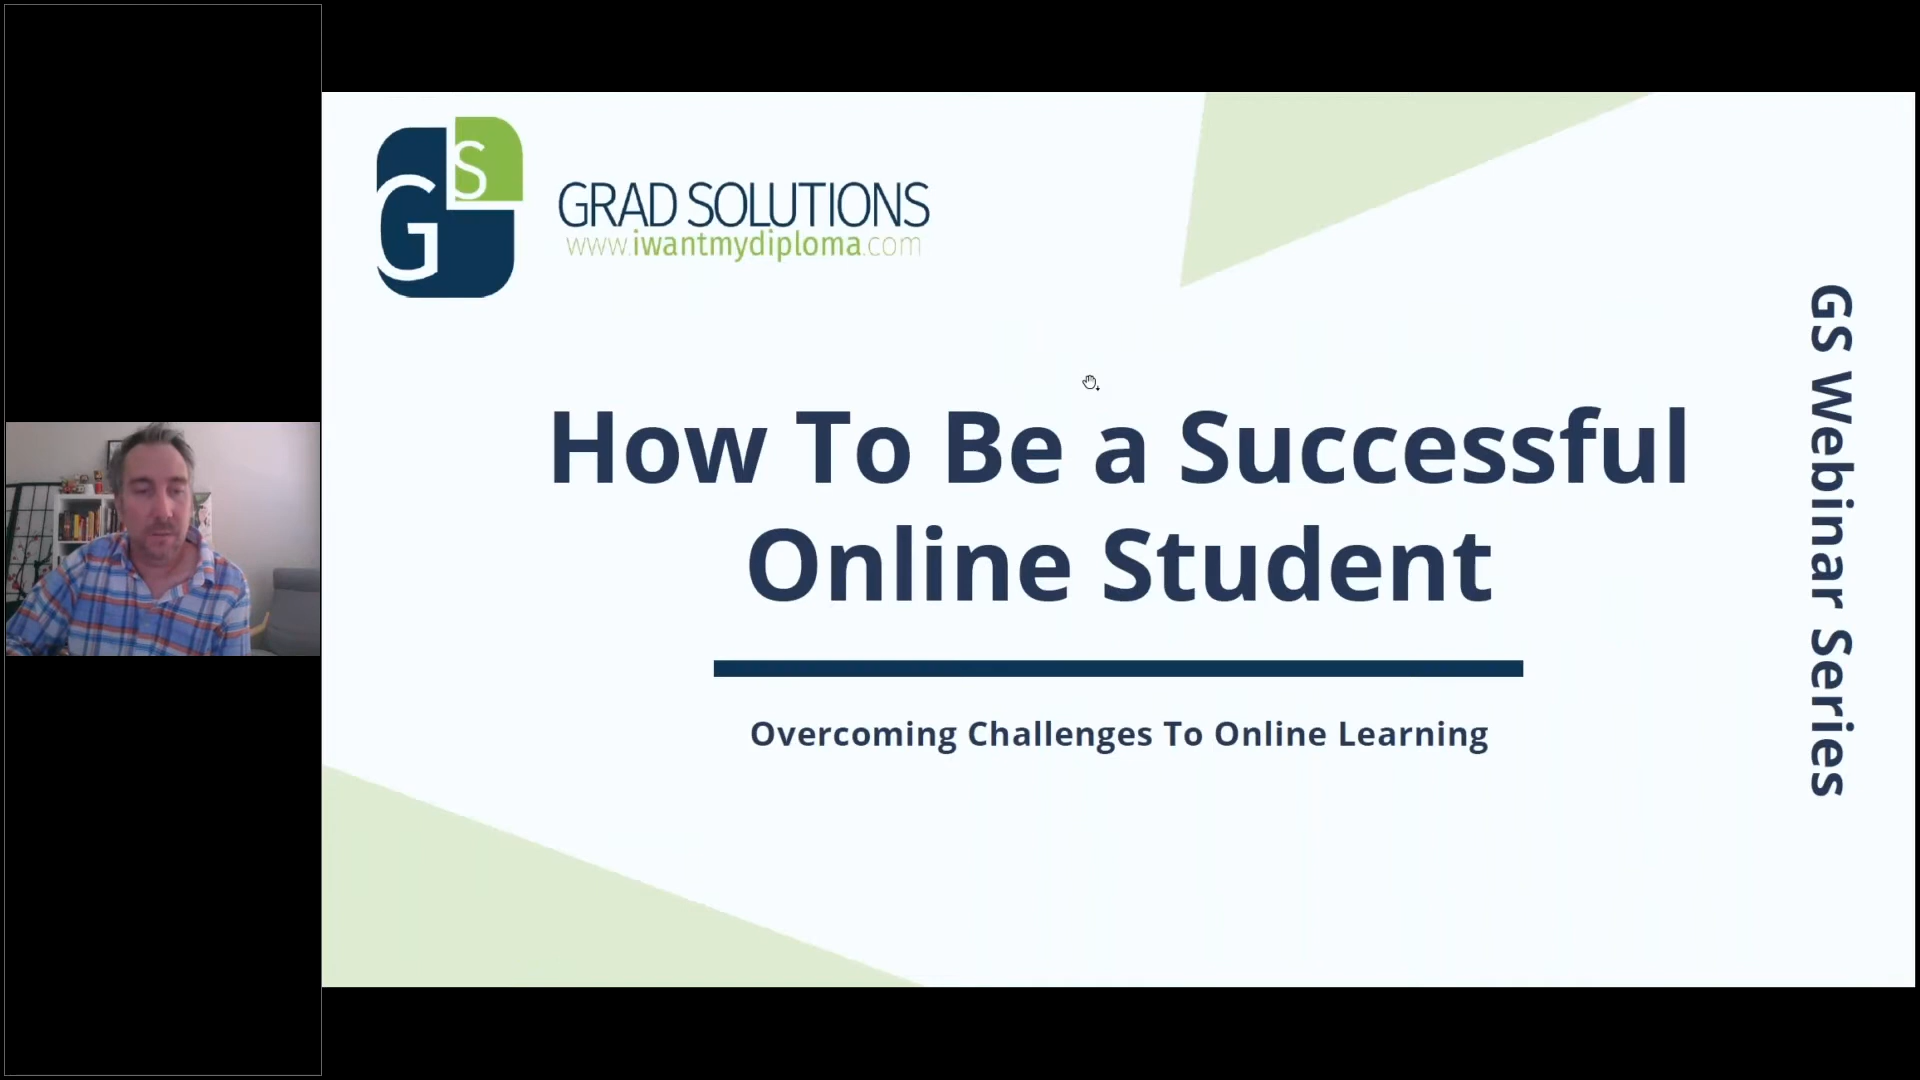 GS
GRAD SOLUTIONS
www.iwantmydiploma.com
How To Be a Successful
Online Student
Overcoming Challenges To Online Learning
GS Webinar Series